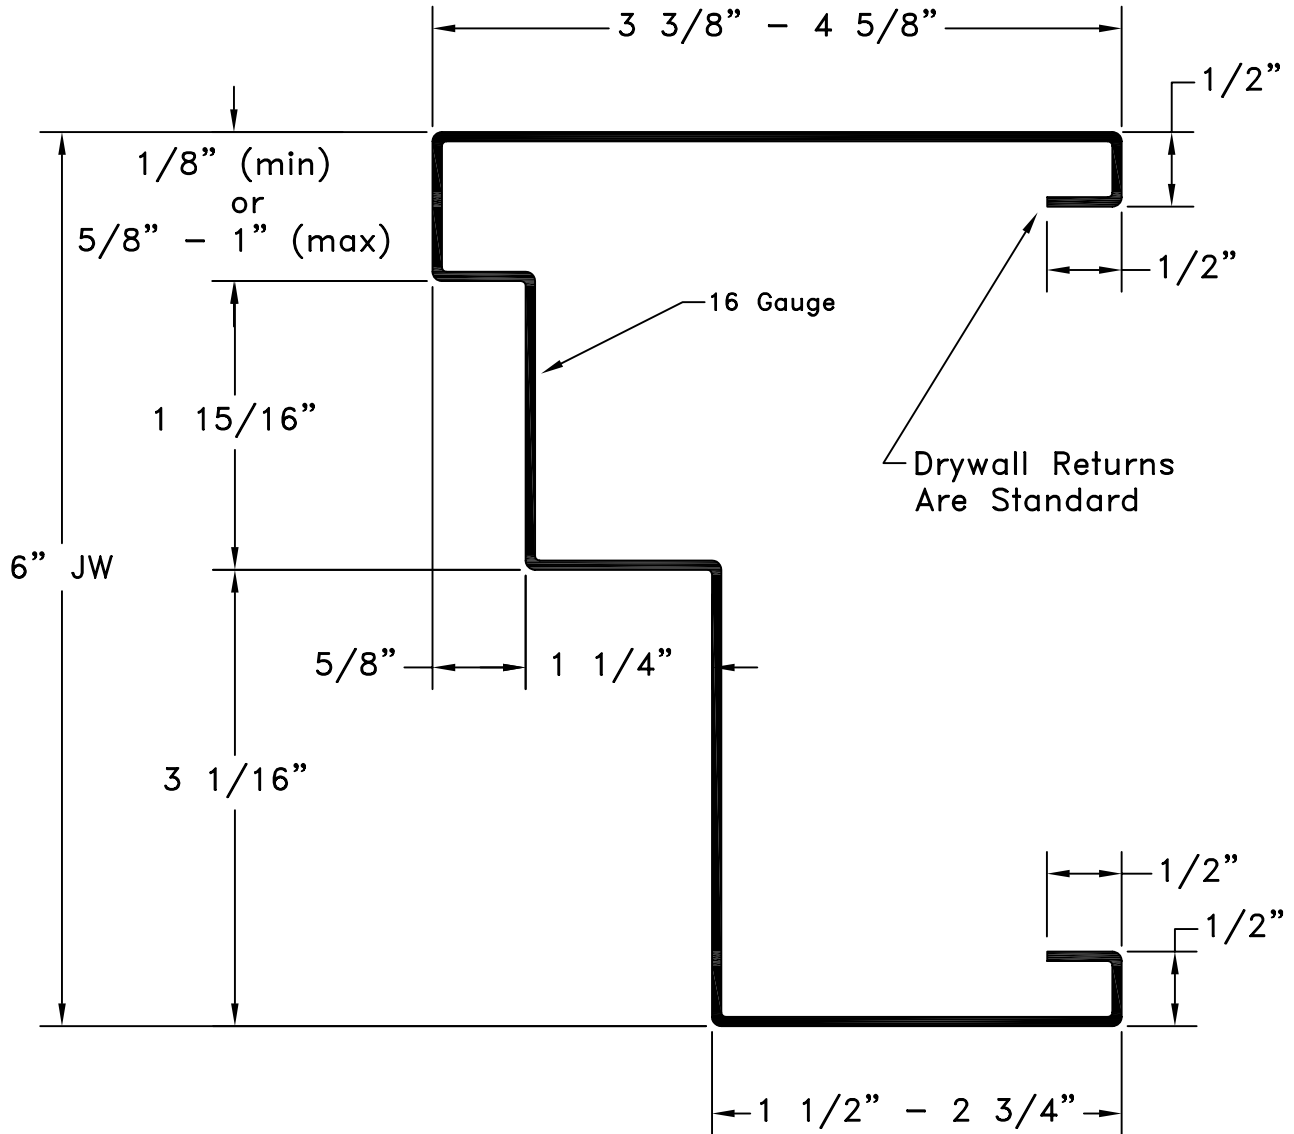 3 3/8” – 4 5/8”
1/2”
1/8” (min)
or
5/8” – 1” (max)
1/2”
16 Gauge
1 15/16”
Drywall Returns
Are Standard
6” JW
5/8”
1 1/4”
3 1/16”
1/2”
1/2”
1 1/2” – 2 3/4”